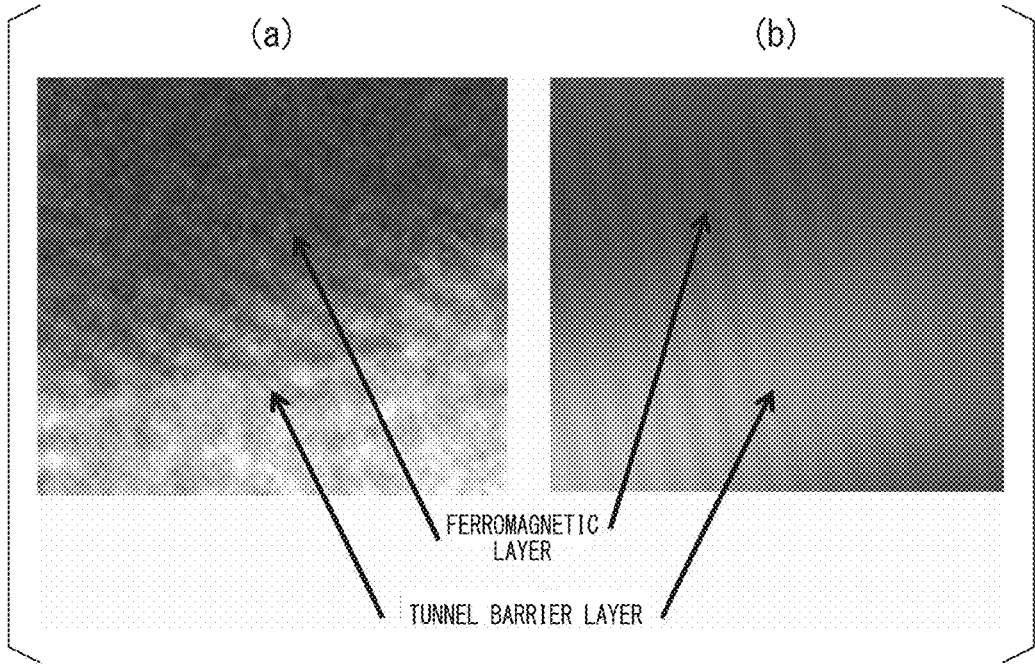 (a)
(b)
FERROMAGNETIC
LAYER
TUNNEL BARRIER LAYER